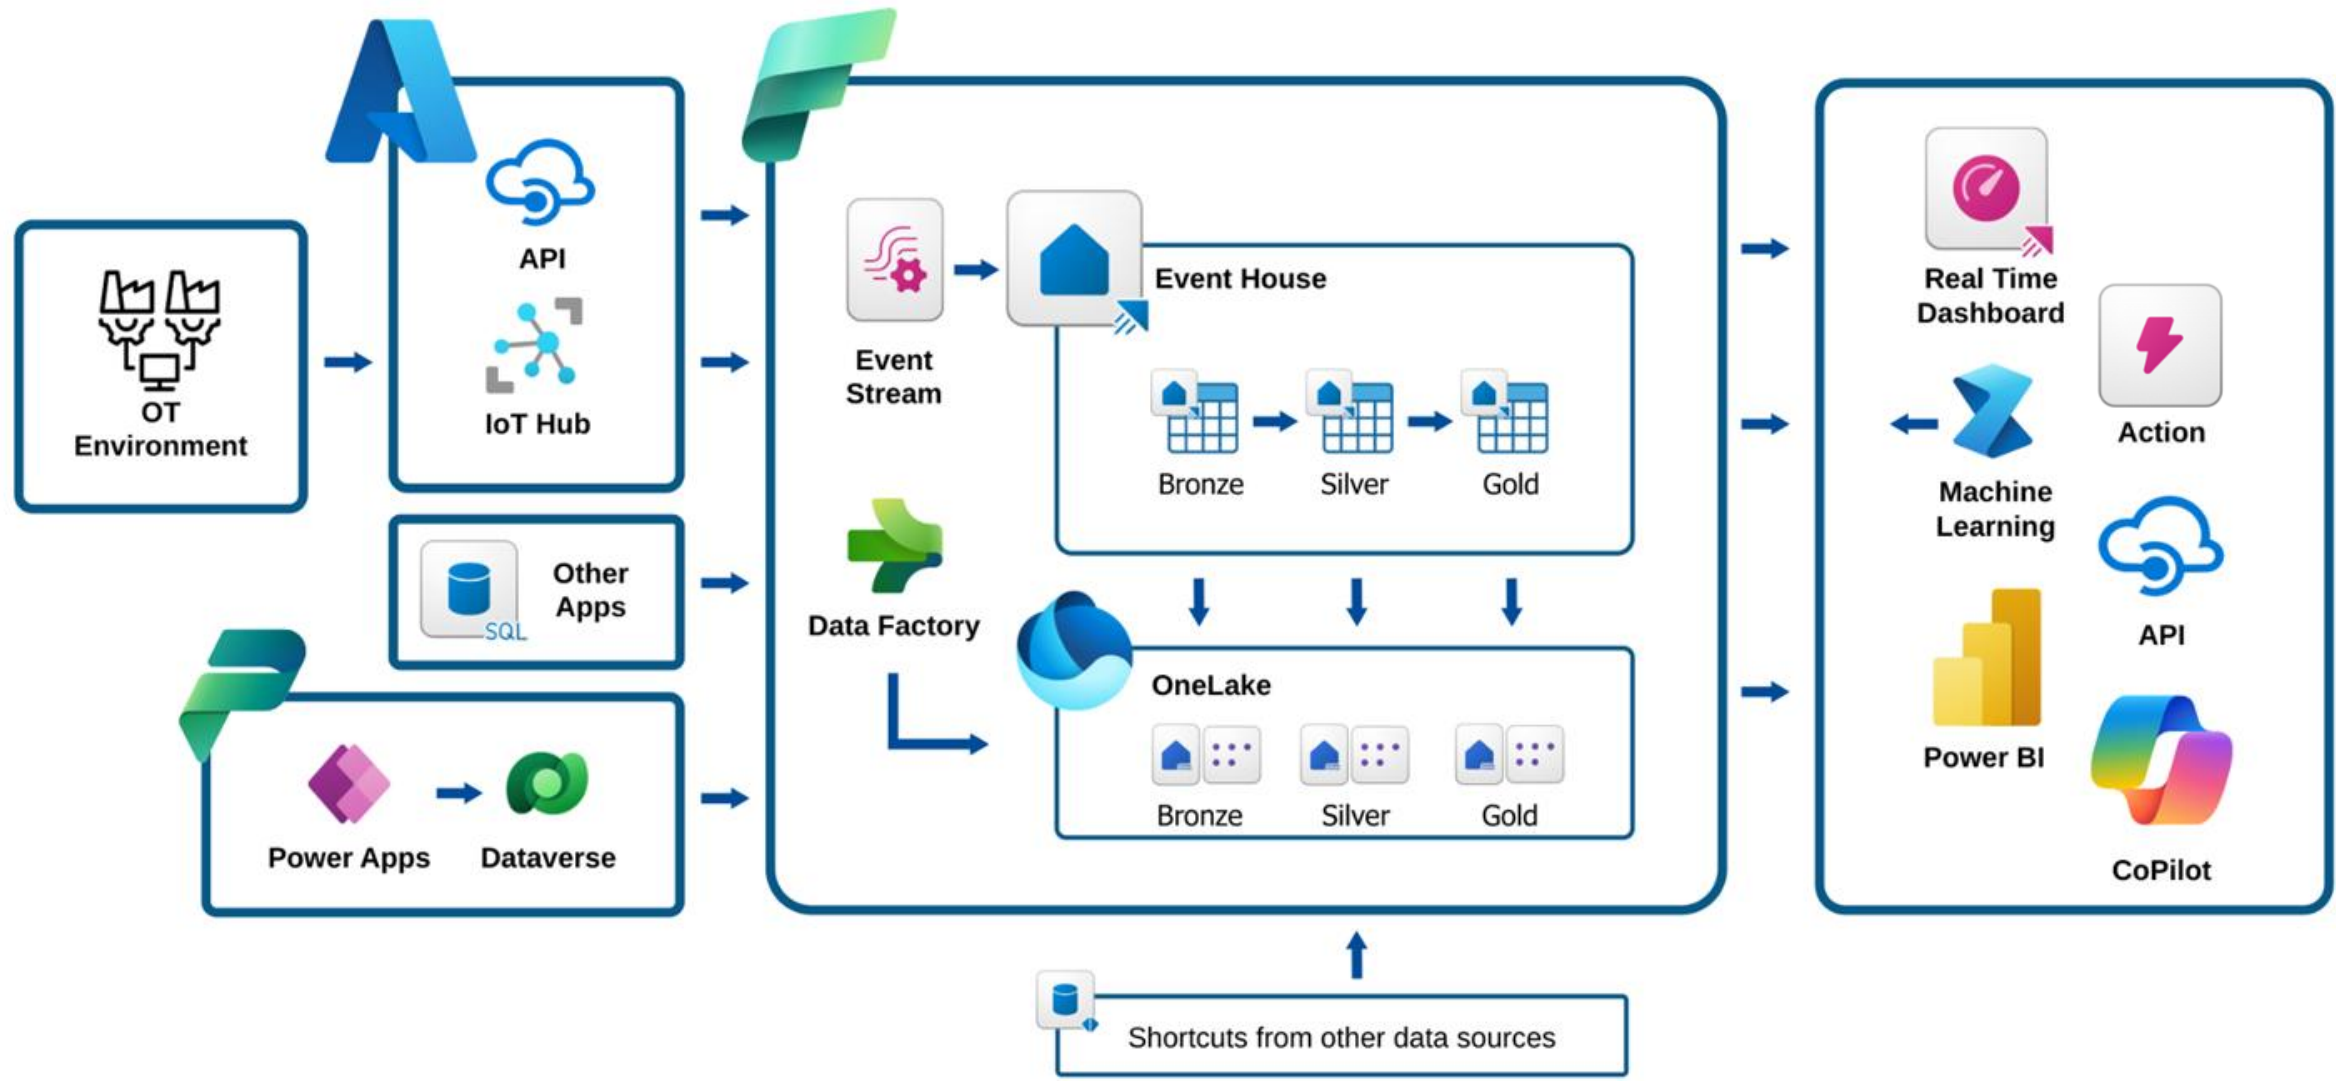 OT
Environment
API
IoT Hub
SQL
Other
Apps
Power Apps
Dataverse
Event
Stream
Event House
Bronze
Silver
Gold
Data Factory
OneLake
Bronze
Silver
Gold
Shortcuts from other data sources
Real Time
Dashboard
Action
Machine
Learning
API
Power BI
CoPilot